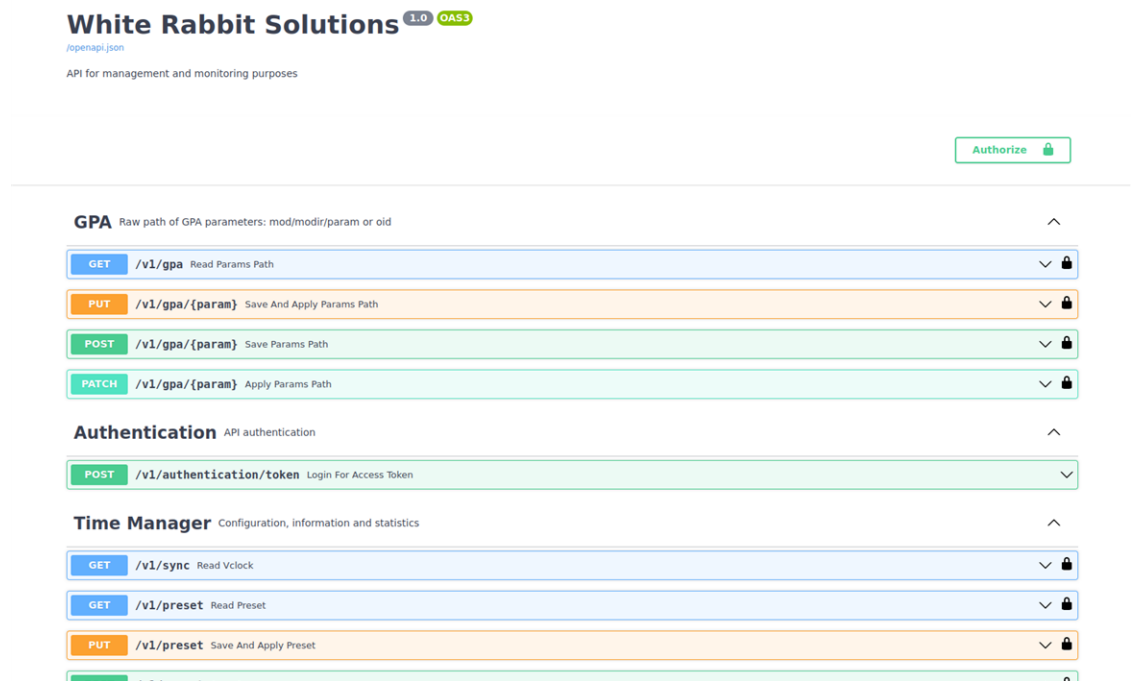 White Rabbit Solutions 1.0 OAS3
/openapi.json
API for management and monitoring purposes
Authorize
GPA Raw path of GPA parameters: mod/modir/param or oid
GET /v1/gpa Read Params Path
PUT /v1/gpa/{param} Save And Apply Params Path
POST /v1/gpa/{param} Save Params Path
PATCH /v1/gpa/{param} Apply Params Path
Authentication API authentication
POST /v1/authentication/token Login For Access Token
Time Manager Configuration, information and statistics
GET /v1/sync Read Vclock
GET /v1/preset Read Preset
PUT /v1/preset Save And Apply Preset